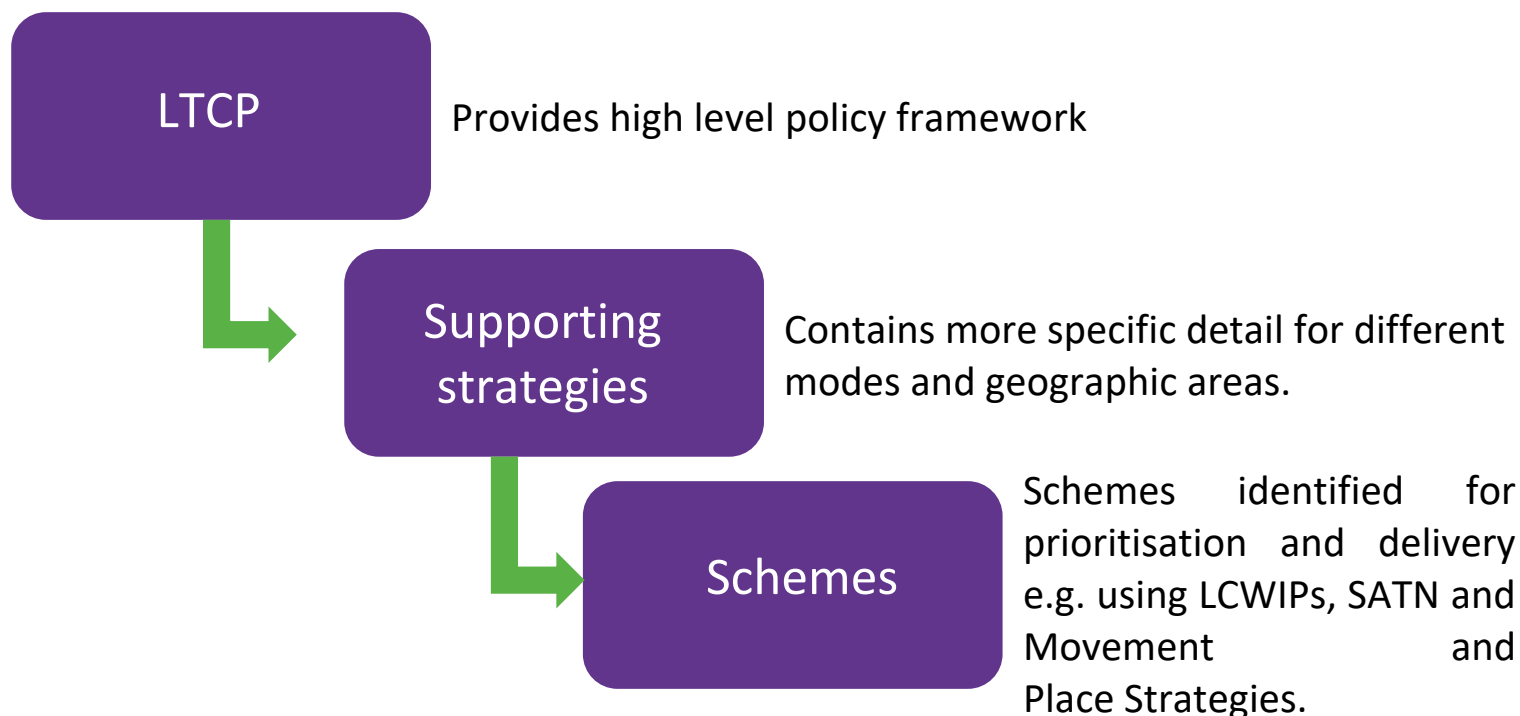 LTCP
Provides high level policy framework
Supporting
strategies
Contains more specific detail for different
modes and geographic areas.
Schemes
Schemes identified for
prioritisation and delivery
e.g. using LCWIPs, SATN and
Movement and
Place Strategies.